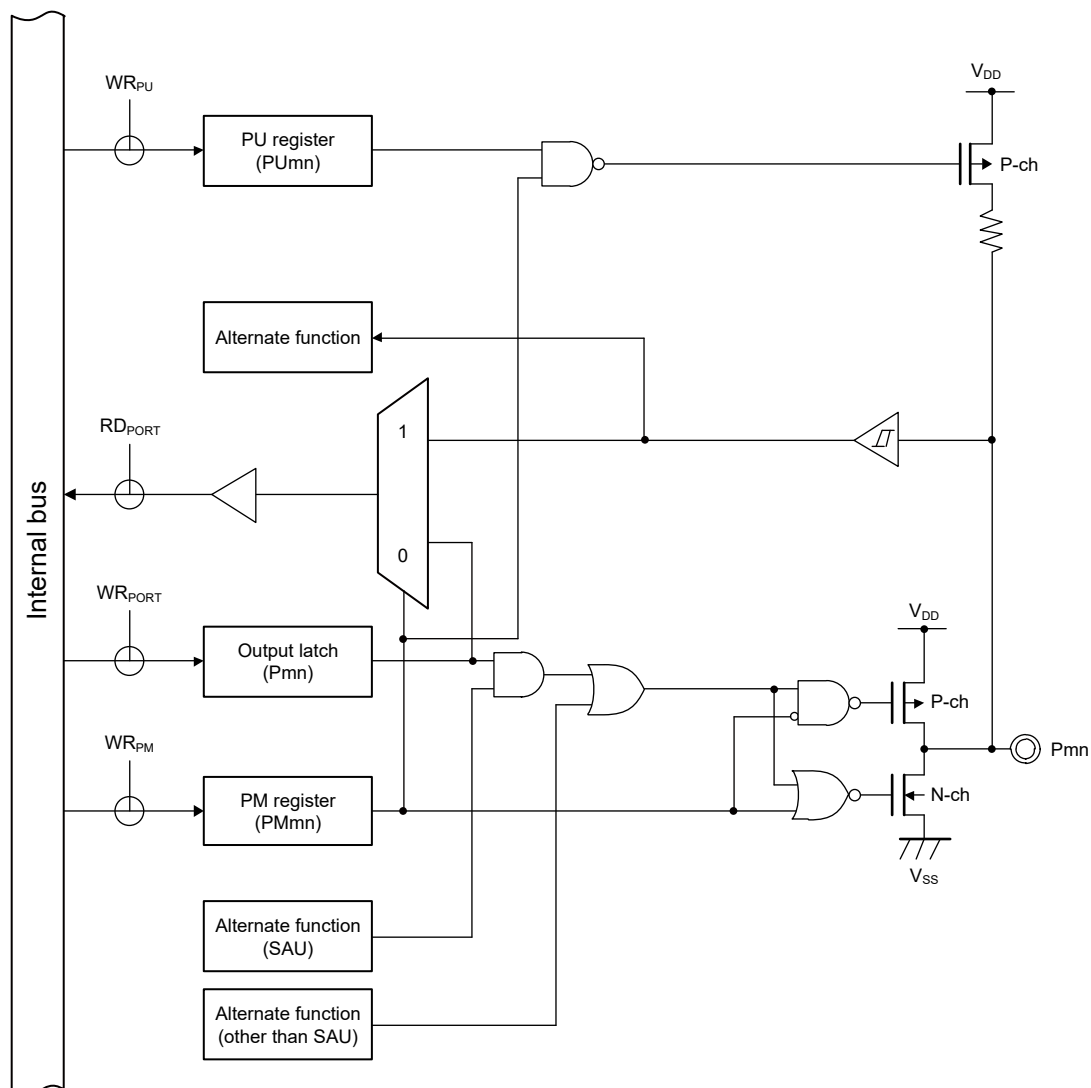 WRPU
VDD
PU register
(PUmn)
P-ch
Alternate function
1
RDPORT
Internal bus
0
WRPORT
VDD
Output latch
(Pmn)
P-ch
WRPM
Pmn
PM register
(PMmn)
N-ch
VSS
Alternate function
(SAU)
Alternate function
(other than SAU)